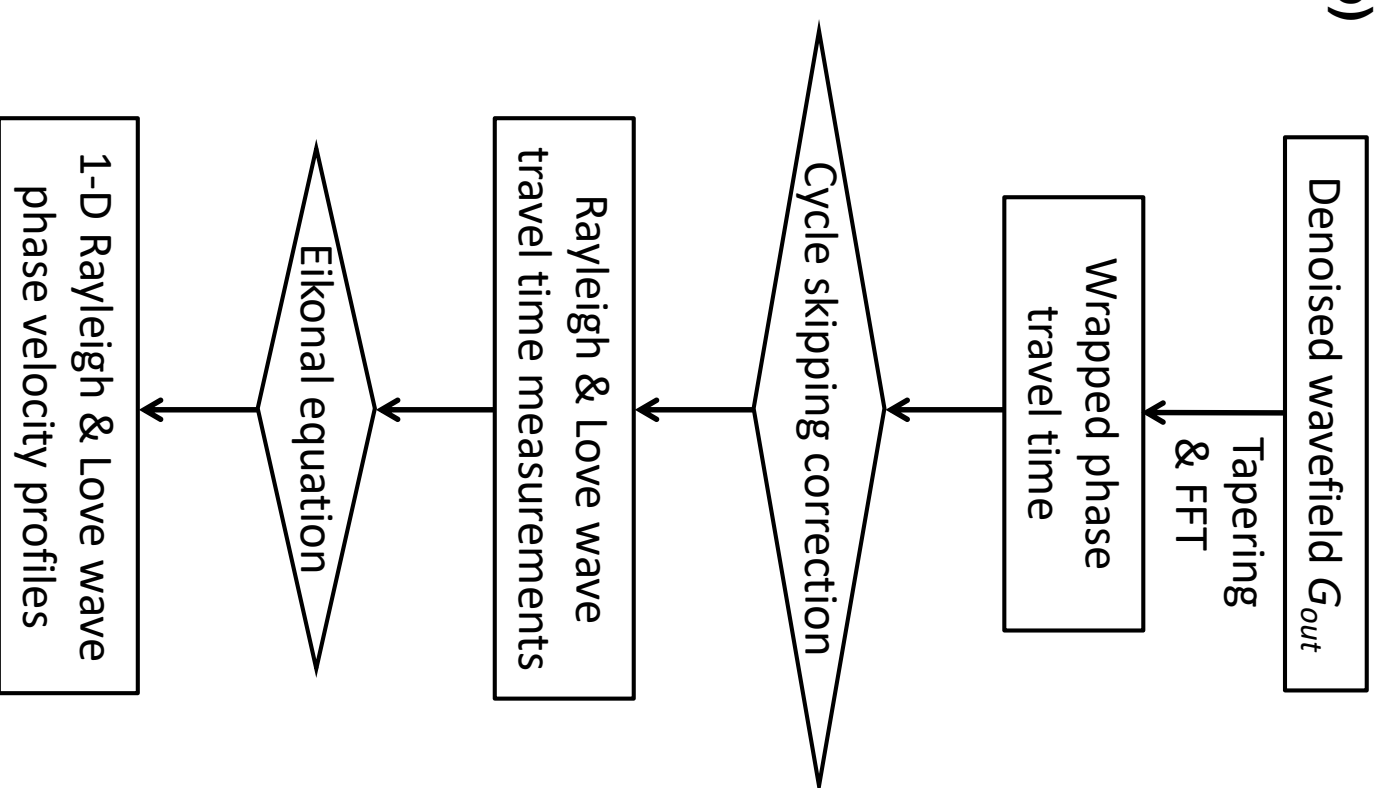 Denoised wavefield G_out
Tapering
& FFT
Wrapped phase
travel time
Cycle skipping correction
Rayleigh & Love wave
travel time measurements
Eikonal equation
1-D Rayleigh & Love wave
phase velocity profiles